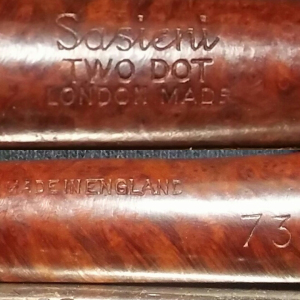 Sasieni
TWO DOT
LONDON MADE
MADE IN ENGLAND
73